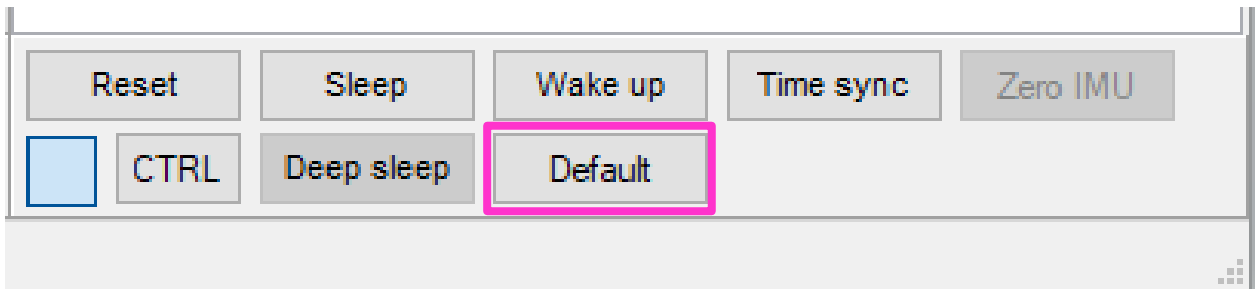 Reset Sleep Wake up Time sync Zero IMU
CTRL Deep sleep Default